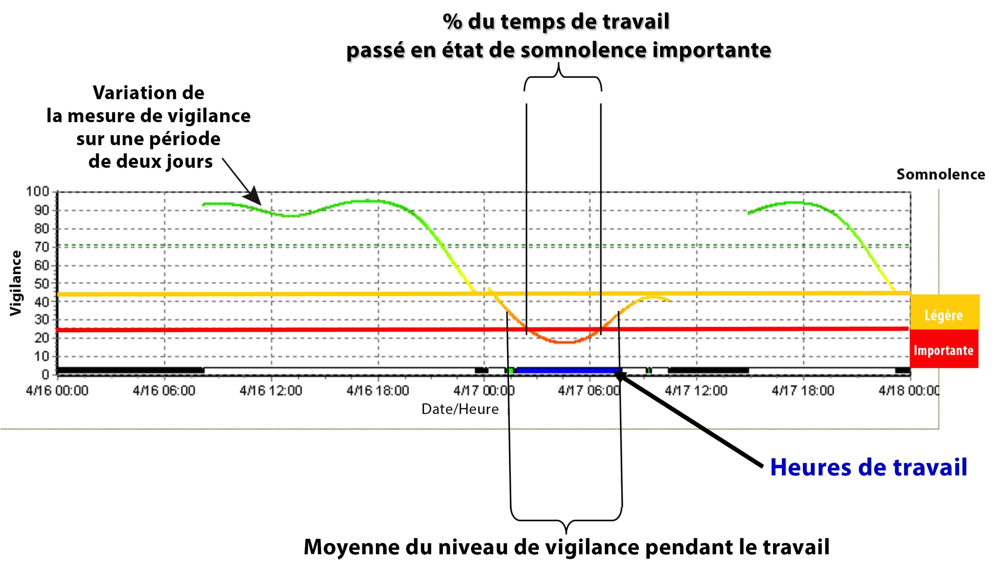 % du temps de travail
passé en état de somnolence importante
Variation de
la mesure de vigilance
sur une période
de deux jours
Somnolence
Vigilance
100
90
80
70
60
50
40
30
20
10
0
Légère
Importante
4/16 00:00 4/16 06:00 4/16 12:00 4/16 18:00 4/17 00:00 4/17 06:00 4/17 12:00 4/17 18:00 4/18 00:00
Date/Heure
Heures de travail
Moyenne du niveau de vigilance pendant le travail